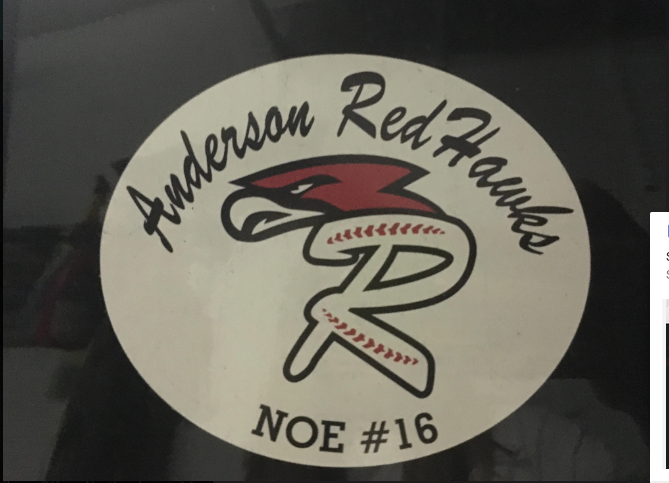 Anderson RedHawks
R
NOE #16